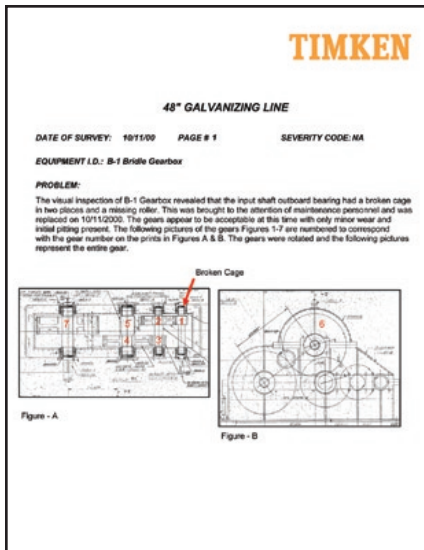 TIMKEN
48" GALVANIZING LINE
DATE OF SURVEY: 10/11/00 PAGE # 1 SEVERITY CODE: NA
EQUIPMENT I.D.: B-1 Bridle Gearbox
PROBLEM:
The visual inspection of B-1 Gearbox revealed that the input shaft outboard bearing had a broken cage
in two places and a missing roller. This was brought to the attention of maintenance personnel and was
replaced on 10/11/2000. The gears appear to be acceptable at this time with only minor wear and
initial pitting present. The following pictures of the gears Figures 1-7 are numbered to correspond
with the gear number on the prints in Figures A & B. The gears were rotated and the following pictures
represent the entire gear.
Broken Cage
7 5 2 1
4 3
6
Figure - A
Figure - B